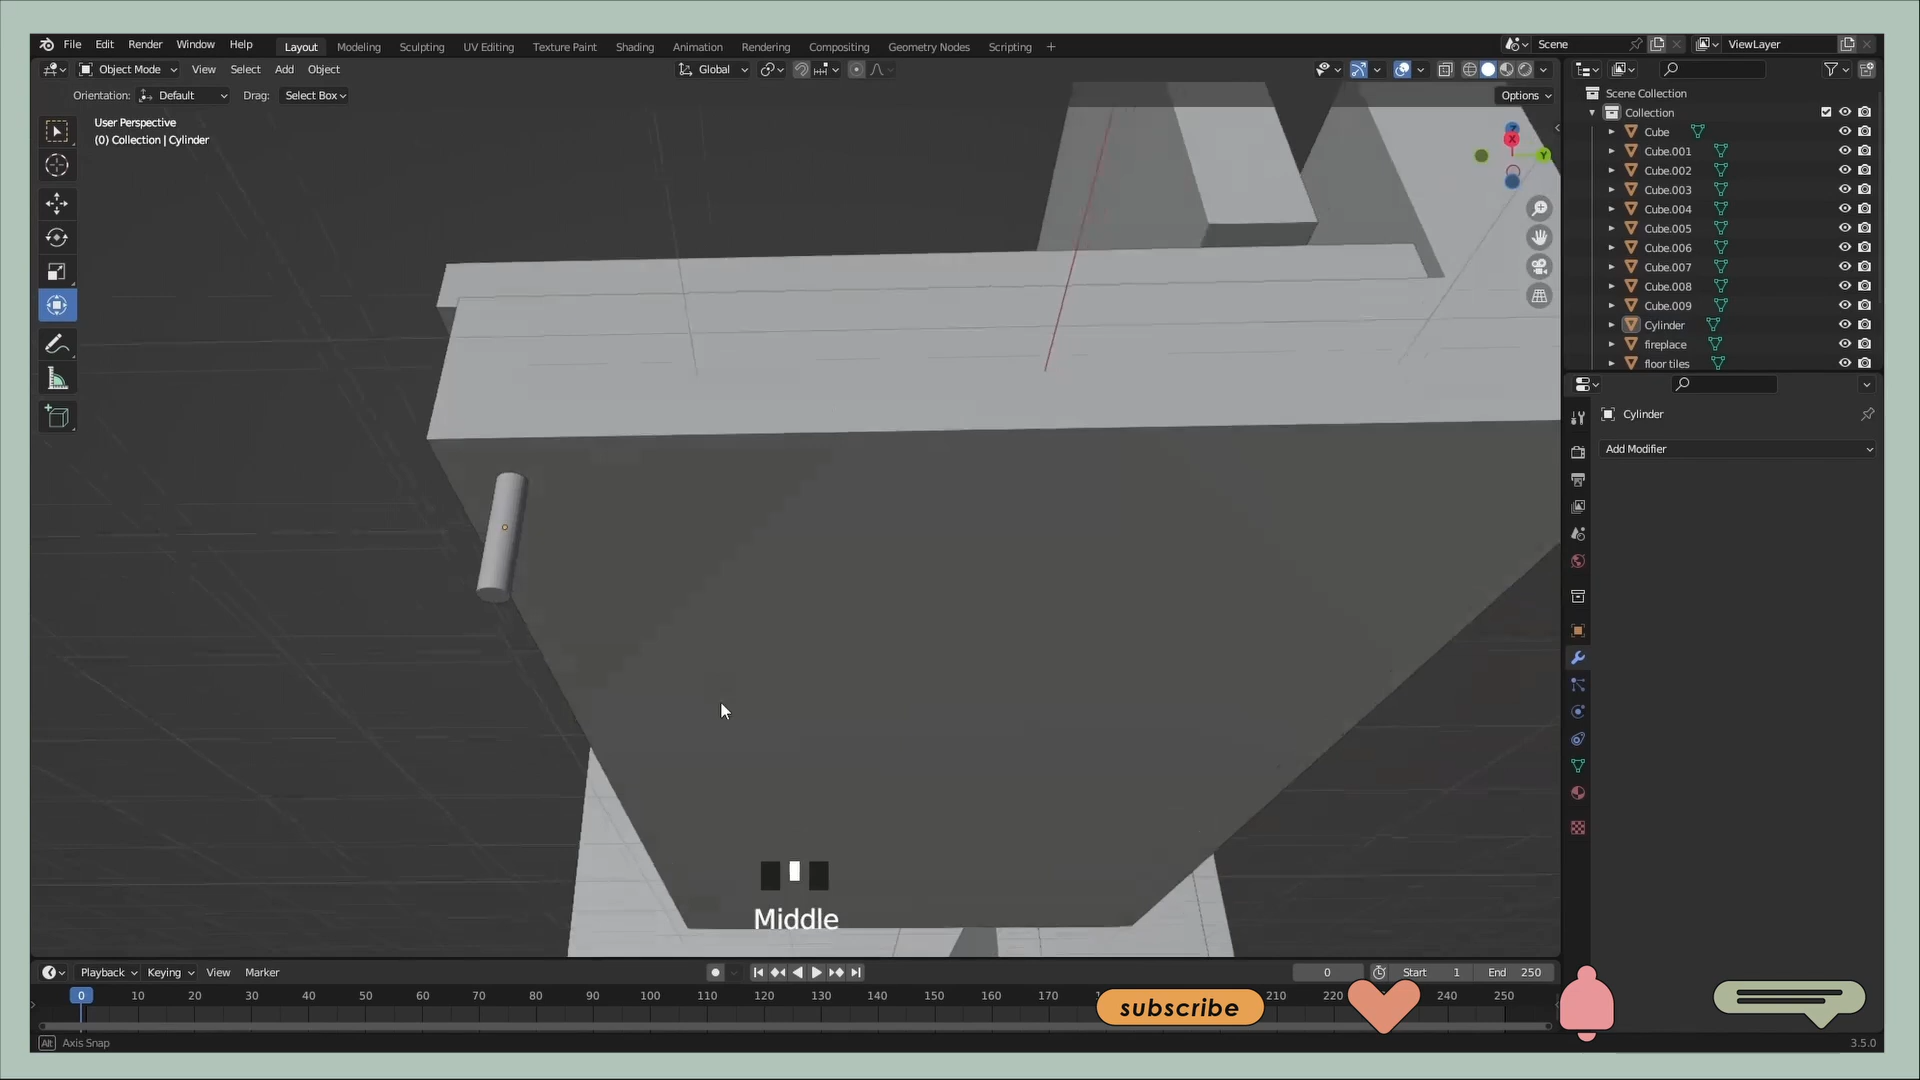 File Edit Render Window Help Layout Modeling Sculpting UV Editing Texture Paint Shading Animation Rendering Compositing Geometry Nodes Scripting + Scene ViewLayer
Object Mode View Select Add Object Global
Orientation: Default Drag: Select Box Options
User Perspective
(0) Collection | Cylinder
X
Y
Z
Scene Collection
Collection
Cube
Cube.001
Cube.002
Cube.003
Cube.004
Cube.005
Cube.006
Cube.007
Cube.008
Cube.009
Cylinder
fireplace
floor tiles
Cylinder
Add Modifier
Middle
Playback Keying View Marker 0 Start 1 End 250
0 10 20 30 40 50 60 70 80 90 100 110 120 130 140 150 160 170 210 220 240 250
subscribe
Alt Axis Snap 3.5.0